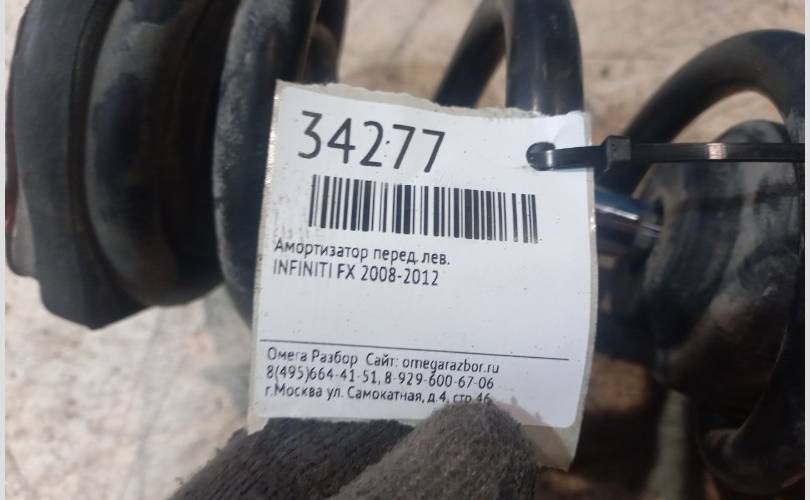 34277
Амортизатор перед. лев.
INFINITI FX 2008-2012
Омега Разбор Сайт: omegarazbor.ru
8(495)664-41-51, 8-929-600-67-06
г.Москва ул. Самокатная, д.4, стр 46